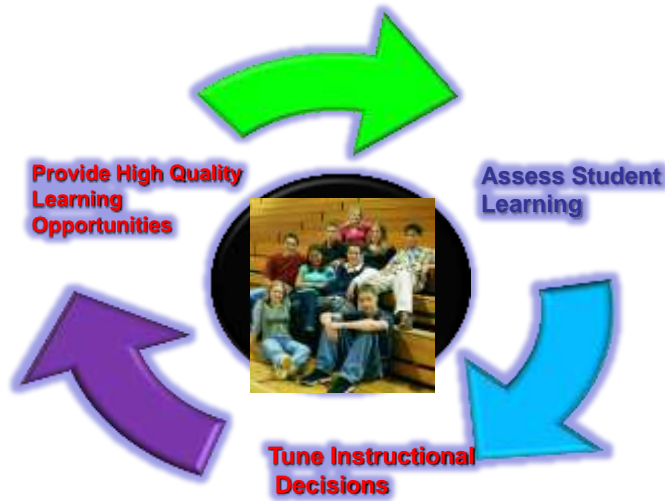 Provide High Quality
Learning
Opportunities
Assess Student
Learning
Tune Instructional
Decisions